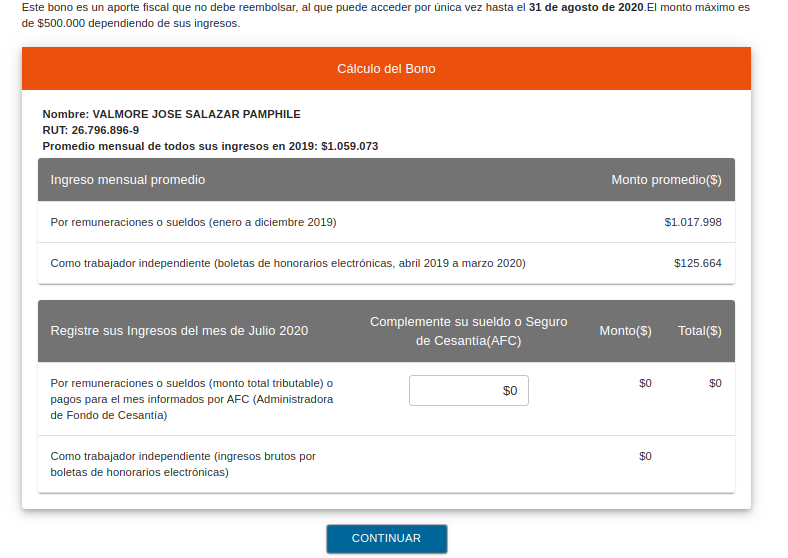 Este bono es un aporte fiscal que no debe reembolsar, al que puede acceder por única vez hasta el 31 de agosto de 2020.El monto máximo es
de $500.000 dependiendo de sus ingresos.
Cálculo del Bono
Nombre: VALMORE JOSE SALAZAR PAMPHILE
RUT: 26.796.896-9
Promedio mensual de todos sus ingresos en 2019: $1.059.073
Ingreso mensual promedio Monto promedio($)
Por remuneraciones o sueldos (enero a diciembre 2019) $1.017.998
Como trabajador independiente (boletas de honorarios electrónicas, abril 2019 a marzo 2020) $125.664
Registre sus Ingresos del mes de Julio 2020
Complemente su sueldo o Seguro
de Cesantía(AFC)
Monto($) Total($)
Por remuneraciones o sueldos (monto total tributable) o
pagos para el mes informados por AFC (Administradora
de Fondo de Cesantía)
$0 $0 $0
Como trabajador independiente (ingresos brutos por
boletas de honorarios electrónicas)
$0
CONTINUAR